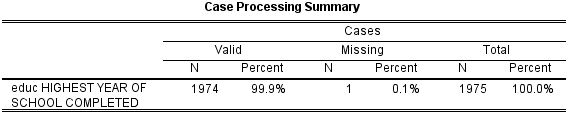 Case Processing Summary
Cases
Valid Missing Total
N Percent N Percent N Percent
educ HIGHEST YEAR OF 1974 99.9% 1 0.1% 1975 100.0%
SCHOOL COMPLETED